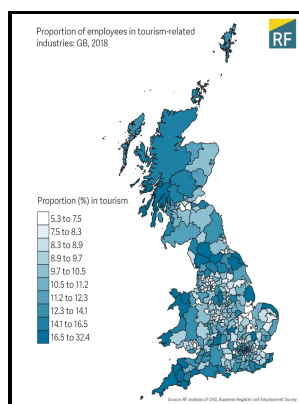 Proportion of employees in tourism-related
industries: GB, 2018
RF
Proportion (%) in tourism
5.3 to 7.5
7.5 to 8.3
8.3 to 8.9
8.9 to 9.7
9.7 to 10.5
10.5 to 11.2
11.2 to 12.3
12.3 to 14.1
14.1 to 16.5
16.5 to 32.4
Source: RF analysis of ONS, Business Register and Employment Survey